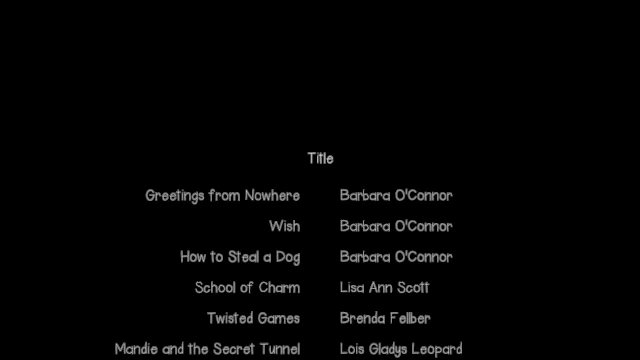 Title
Greetings from Nowhere Barbara O'Connor
Wish Barbara O'Connor
How to Steal a Dog Barbara O'Connor
School of Charm Lisa Ann Scott
Twisted Games Brenda Fellber
Mandie and the Secret Tunnel Lois Gladys Leopard